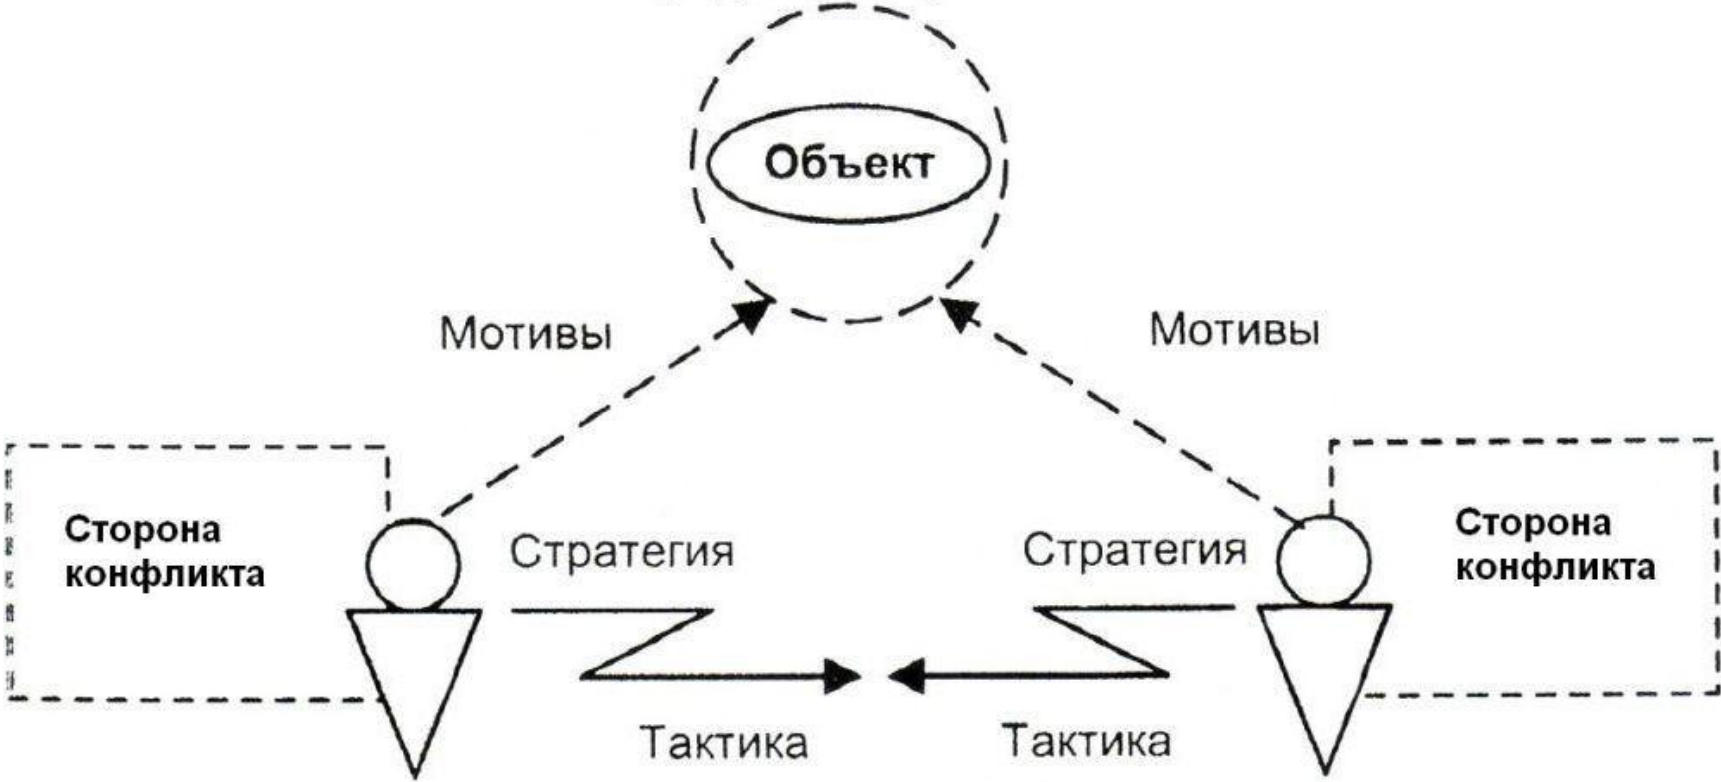 Объект
Мотивы
Мотивы
Сторона
конфликта
Стратегия
Стратегия
Сторона
конфликта
Тактика
Тактика